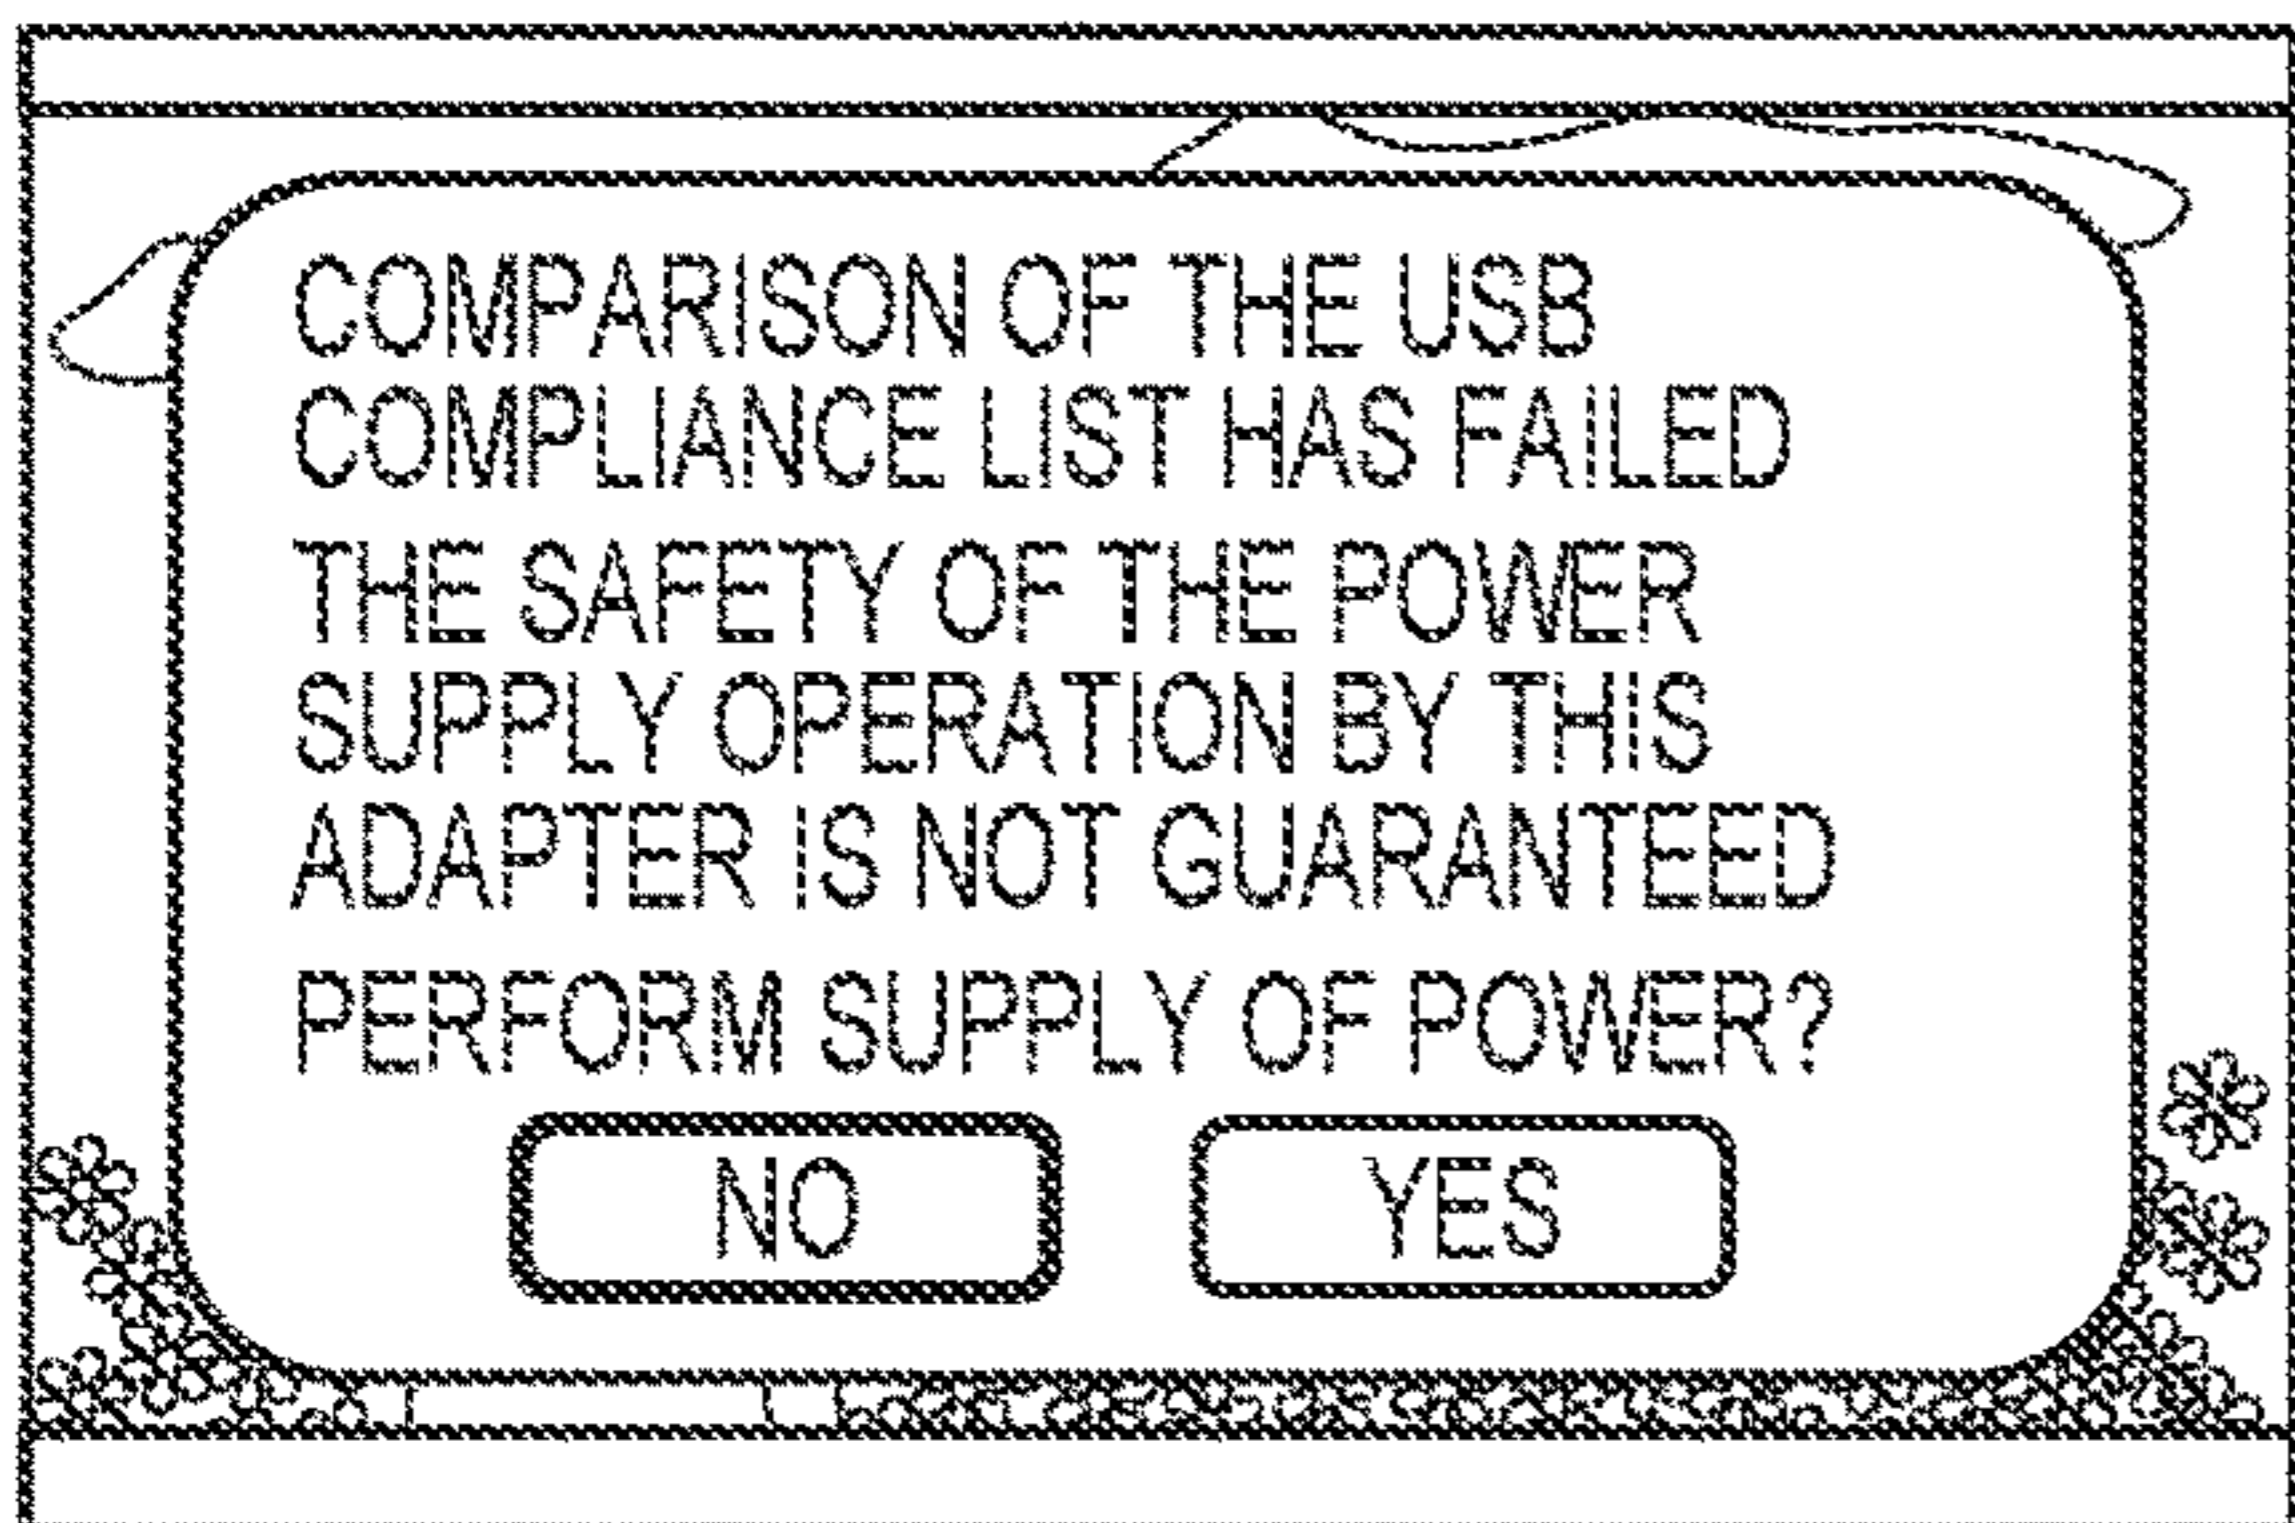 COMPARISON OF THE USB
COMPLIANCE LIST HAS FAILED
THE SAFETY OF THE POWER
SUPPLY OPERATION BY THIS
ADAPTER IS NOT GUARANTEED
PERFORM SUPPLY OF POWER?
NO YES